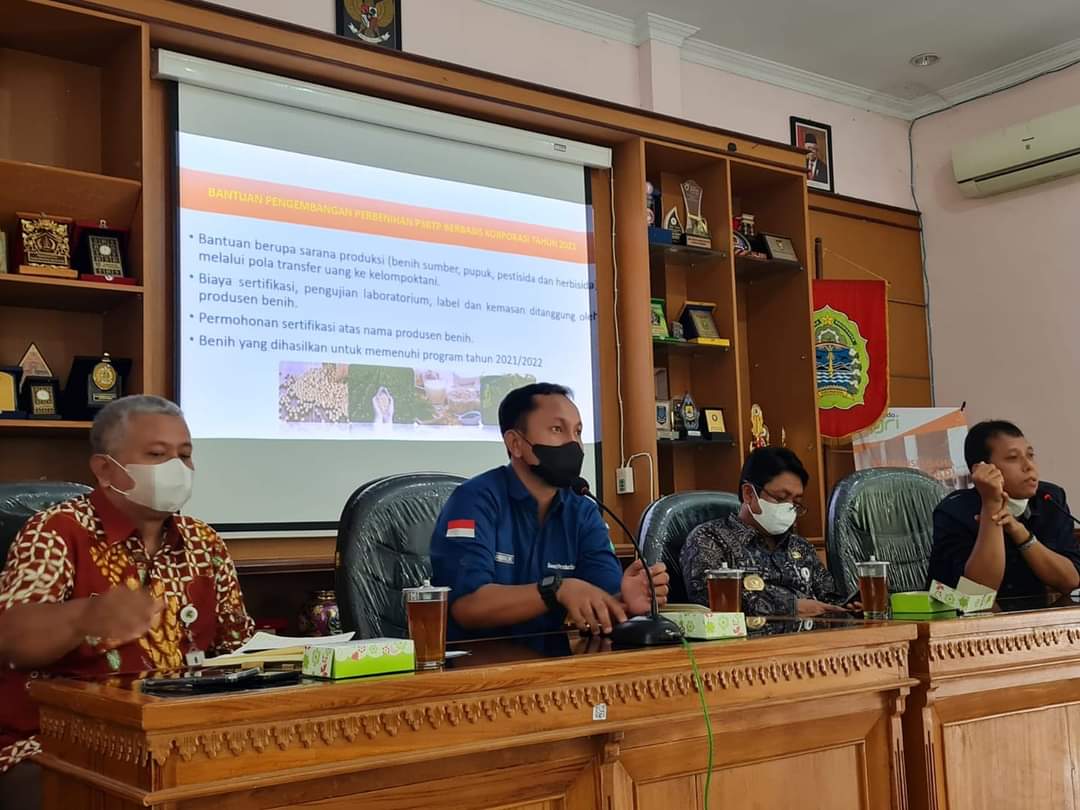 BANTUAN PENGEMBANGAN PERBENIHAN P3BTP BERBASIS KORPORASI TAHUN 2021
• Bantuan berupa sarana produksi (benih sumber, pupuk, pestisida dan herbisida,
melalui pola transfer uang ke kelompoktani.
• Biaya sertifikasi, pengujian laboratorium, label dan kemasan ditanggung oleh
produsen benih.
• Permohonan sertifikasi atas nama produsen benih.
• Benih yang dihasilkan untuk memenuhi program tahun 2021/2022